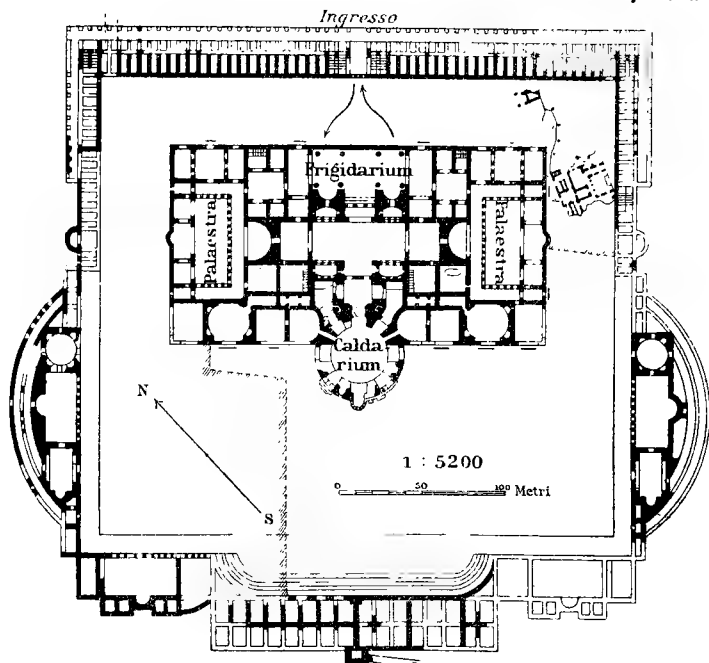 Ingresso
Frigidarium
Palaestra
Palaestra
Calda-
rium
N
S
1 : 5200
0 50 100 Metri